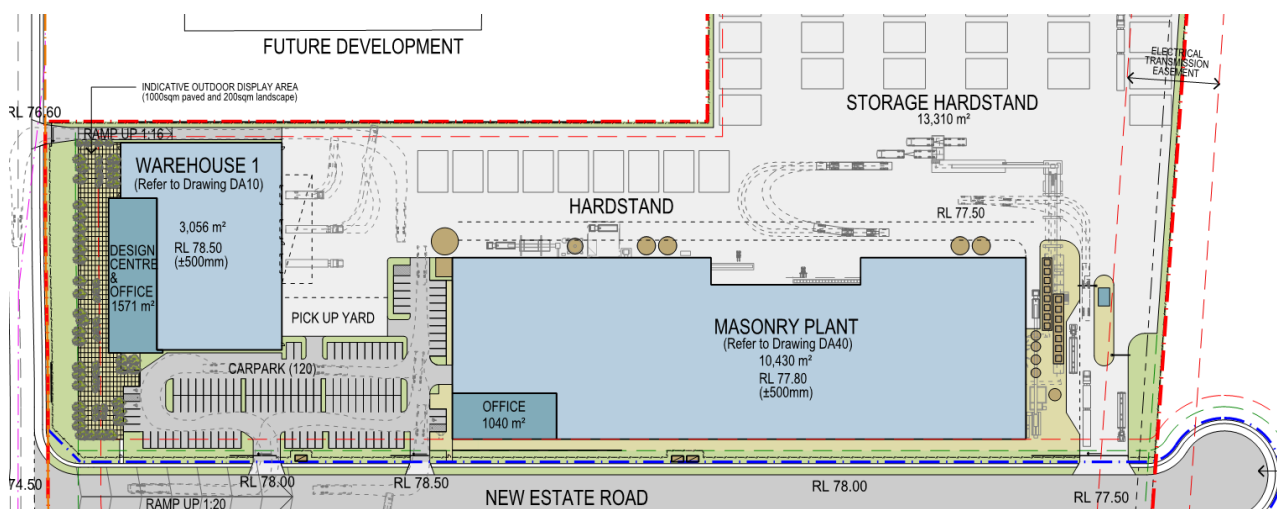 FUTURE DEVELOPMENT
INDICATIVE OUTDOOR DISPLAY AREA
(1000sqm paved and 200sqm landscape)
ELECTRICAL
TRANSMISSION
EASEMENT
STORAGE HARDSTAND
13,310 m²
RL 76.60
RAMP UP 1:16
WAREHOUSE 1
(Refer to Drawing DA10)
3,056 m²
RL 78.50
(±500mm)
DESIGN
CENTRE
&
OFFICE
1571 m²
HARDSTAND
RL 77.50
PICK UP YARD
MASONRY PLANT
(Refer to Drawing DA40)
10,430 m²
RL 77.80
(±500mm)
CARPARK (120)
OFFICE
1040 m²
74.50
RL 78.00
RL 78.50
RL 78.00
RL 77.50
RAMP UP 1:20
NEW ESTATE ROAD